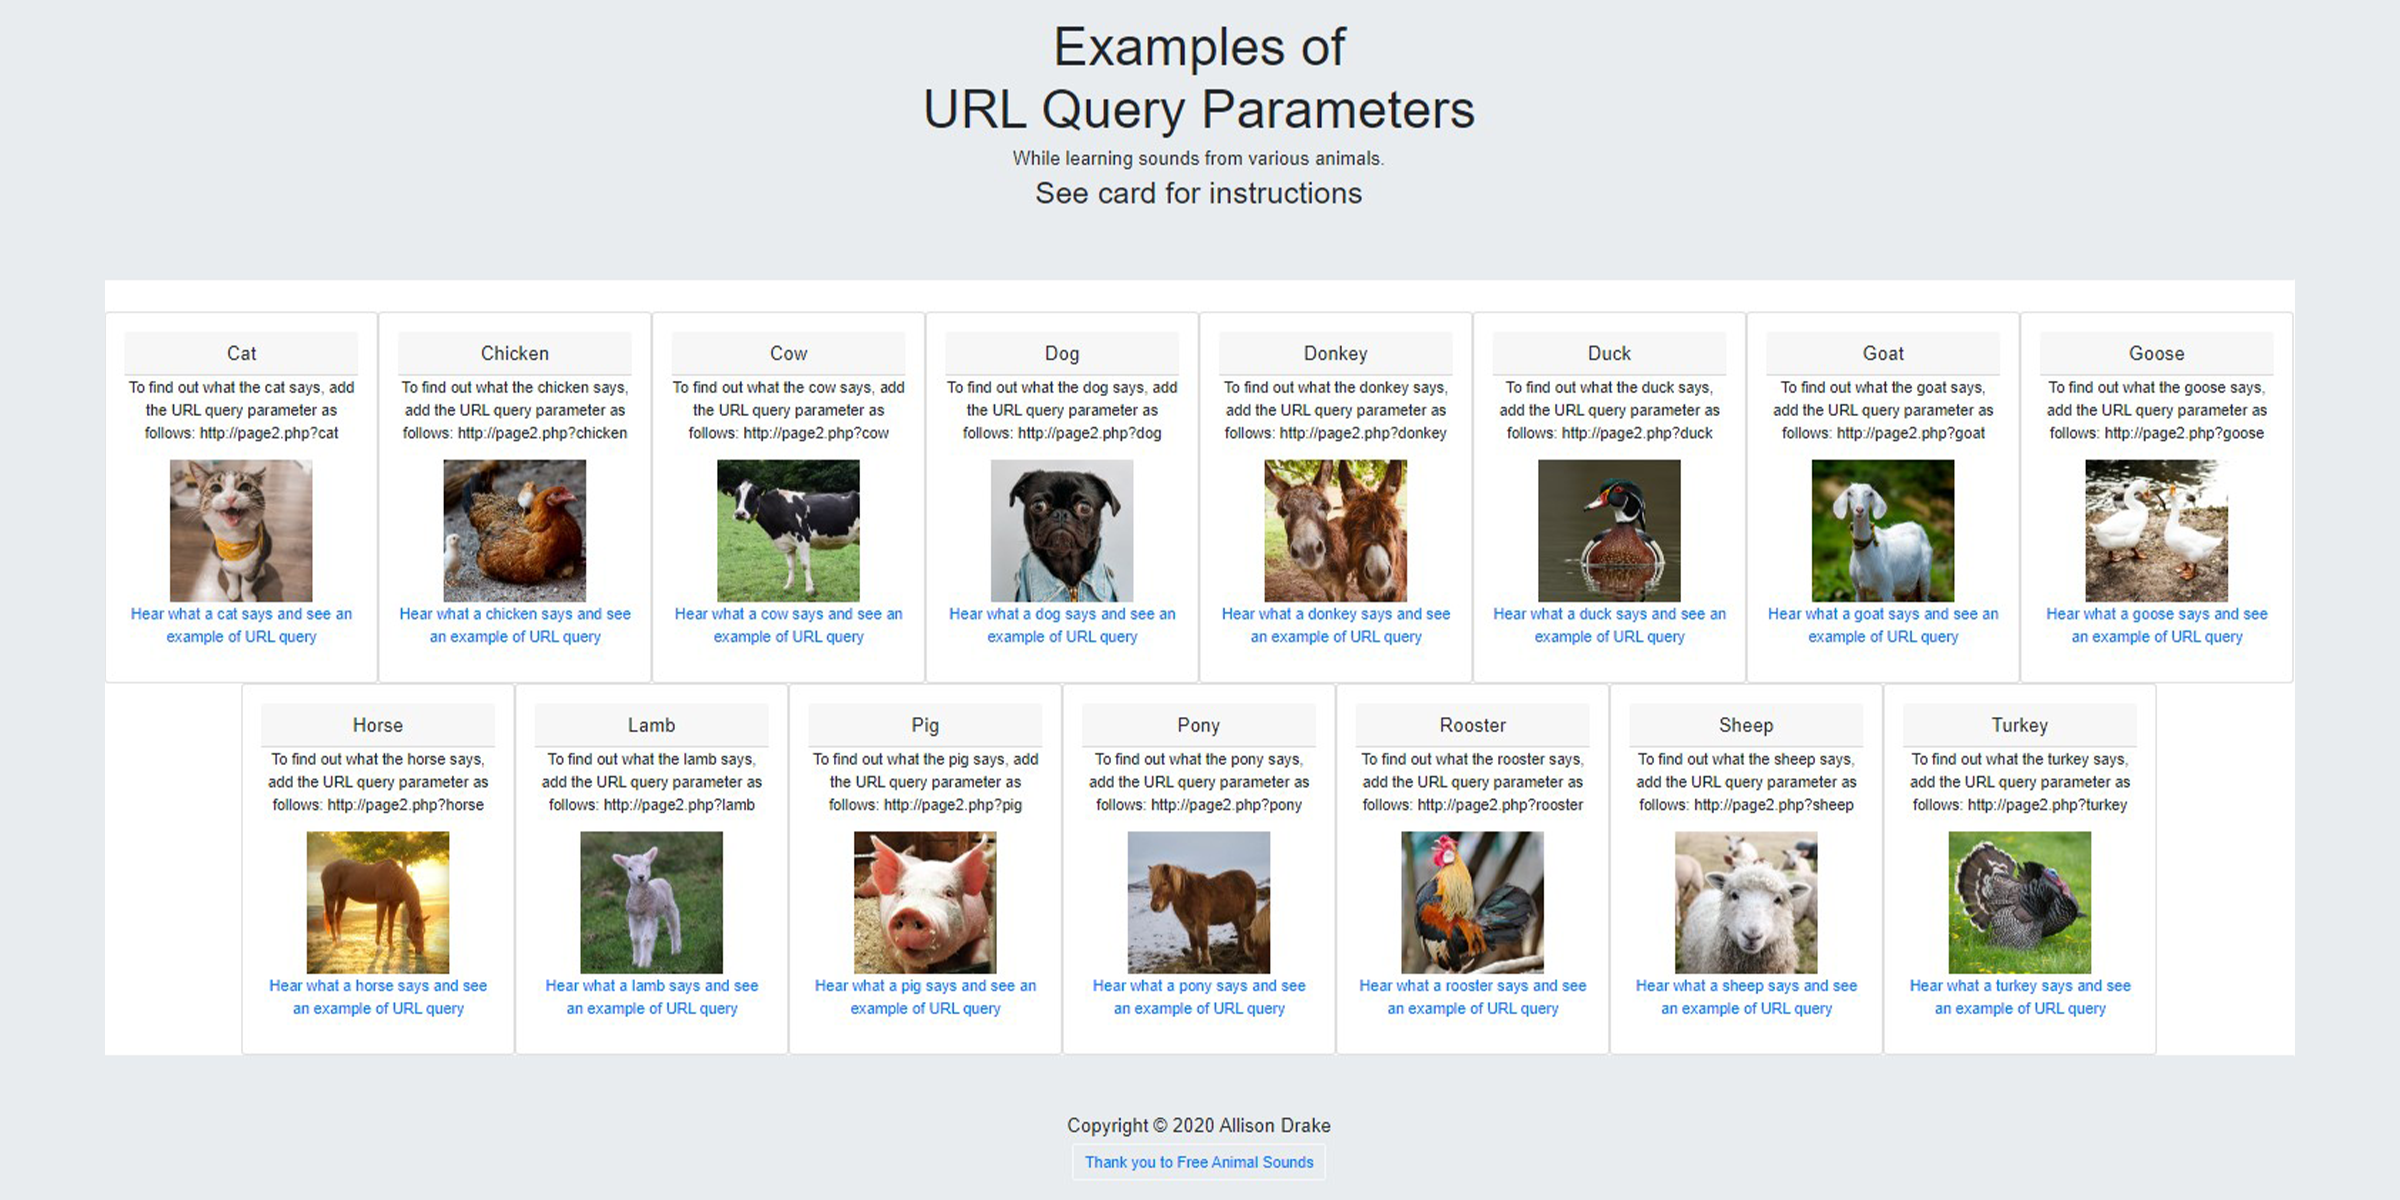 Examples of
URL Query Parameters
While learning sounds from various animals.
See card for instructions
Cat
To find out what the cat says, add
the URL query parameter as
follows: http://page2.php?cat
Hear what a cat says and see an
example of URL query
Chicken
To find out what the chicken says,
add the URL query parameter as
follows: http://page2.php?chicken
Hear what a chicken says and see
an example of URL query
Cow
To find out what the cow says, add
the URL query parameter as
follows: http://page2.php?cow
Hear what a cow says and see an
example of URL query
Dog
To find out what the dog says, add
the URL query parameter as
follows: http://page2.php?dog
Hear what a dog says and see an
example of URL query
Donkey
To find out what the donkey says,
add the URL query parameter as
follows: http://page2.php?donkey
Hear what a donkey says and see
an example of URL query
Duck
To find out what the duck says,
add the URL query parameter as
follows: http://page2.php?duck
Hear what a duck says and see an
example of URL query
Goat
To find out what the goat says,
add the URL query parameter as
follows: http://page2.php?goat
Hear what a goat says and see an
example of URL query
Goose
To find out what the goose says,
add the URL query parameter as
follows: http://page2.php?goose
Hear what a goose says and see
an example of URL query
Horse
To find out what the horse says,
add the URL query parameter as
follows: http://page2.php?horse
Hear what a horse says and see
an example of URL query
Lamb
To find out what the lamb says,
add the URL query parameter as
follows: http://page2.php?lamb
Hear what a lamb says and see
an example of URL query
Pig
To find out what the pig says, add
the URL query parameter as
follows: http://page2.php?pig
Hear what a pig says and see an
example of URL query
Pony
To find out what the pony says,
add the URL query parameter as
follows: http://page2.php?pony
Hear what a pony says and see
an example of URL query
Rooster
To find out what the rooster says,
add the URL query parameter as
follows: http://page2.php?rooster
Hear what a rooster says and see
an example of URL query
Sheep
To find out what the sheep says,
add the URL query parameter as
follows: http://page2.php?sheep
Hear what a sheep says and see
an example of URL query
Turkey
To find out what the turkey says,
add the URL query parameter as
follows: http://page2.php?turkey
Hear what a turkey says and see
an example of URL query
Copyright © 2020 Allison Drake
Thank you to Free Animal Sounds